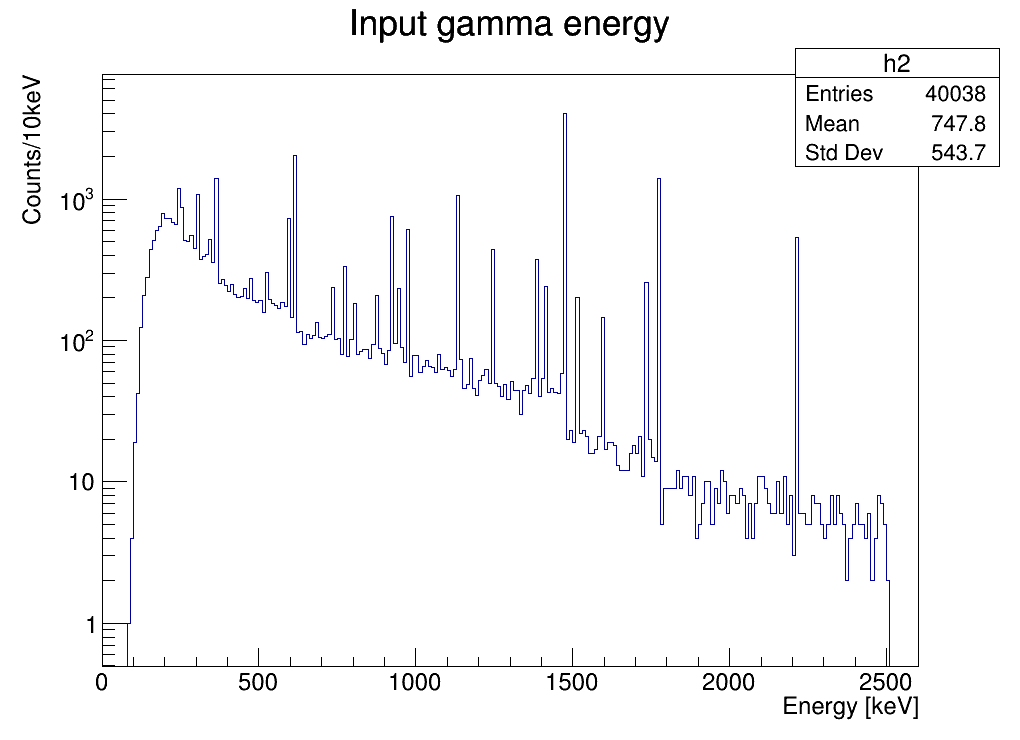 Input gamma energy
h2
Entries 40038
Mean 747.8
Std Dev 543.7
Counts/10keV
10³
10²
10
1
0 500 1000 1500 2000 2500
Energy [keV]